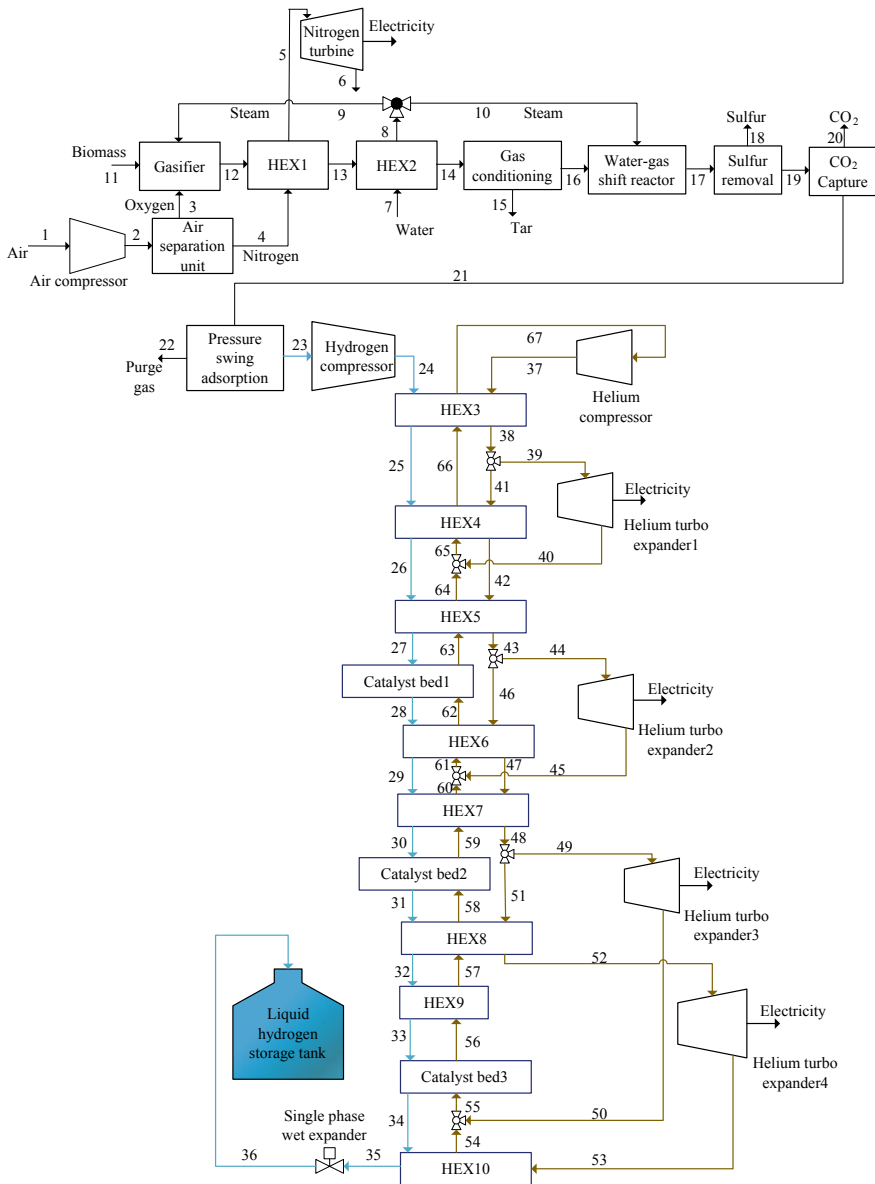 Electricity
Nitrogen
turbine
5
6
Steam
9
10
Steam
8
Sulfur
18
CO2
20
Biomass
11
Gasifier
12
HEX1
13
HEX2
14
Gas
conditioning
16
Water-gas
shift reactor
17
Sulfur
removal
19
CO2
Capture
Oxygen
3
15
Tar
7
Water
Air
1
2
Air compressor
Air
separation
unit
4
Nitrogen
21
22
Purge
gas
Pressure
swing
adsorption
23
Hydrogen
compressor
24
67
37
Helium
compressor
HEX3
25
66
38
39
41
Electricity
Helium turbo
expander1
HEX4
65
40
26
64
42
HEX5
27
63
43
44
Catalyst bed1
46
Electricity
28
62
Helium turbo
expander2
HEX6
61
47
29
45
60
HEX7
30
59
48
49
Catalyst bed2
51
Electricity
31
58
Helium turbo
expander3
HEX8
32
57
52
HEX9
Liquid
hydrogen
storage tank
33
56
Electricity
Catalyst bed3
Helium turbo
expander4
34
55
50
54
Single phase
wet expander
36
35
HEX10
53